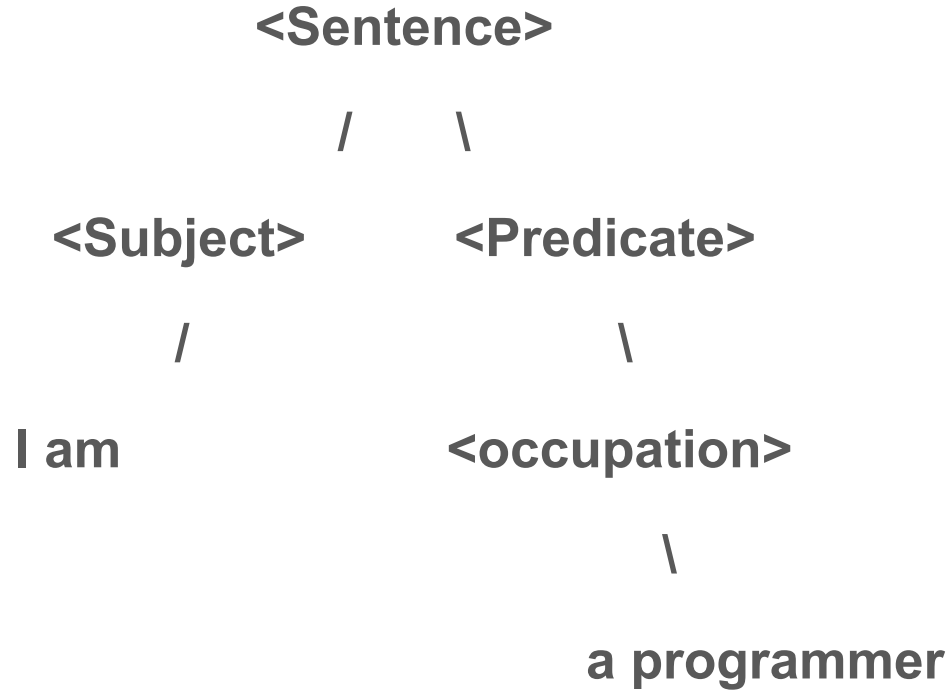 <Sentence>
/ \
<Subject> <Predicate>
/ \
I am <occupation>
\
a programmer